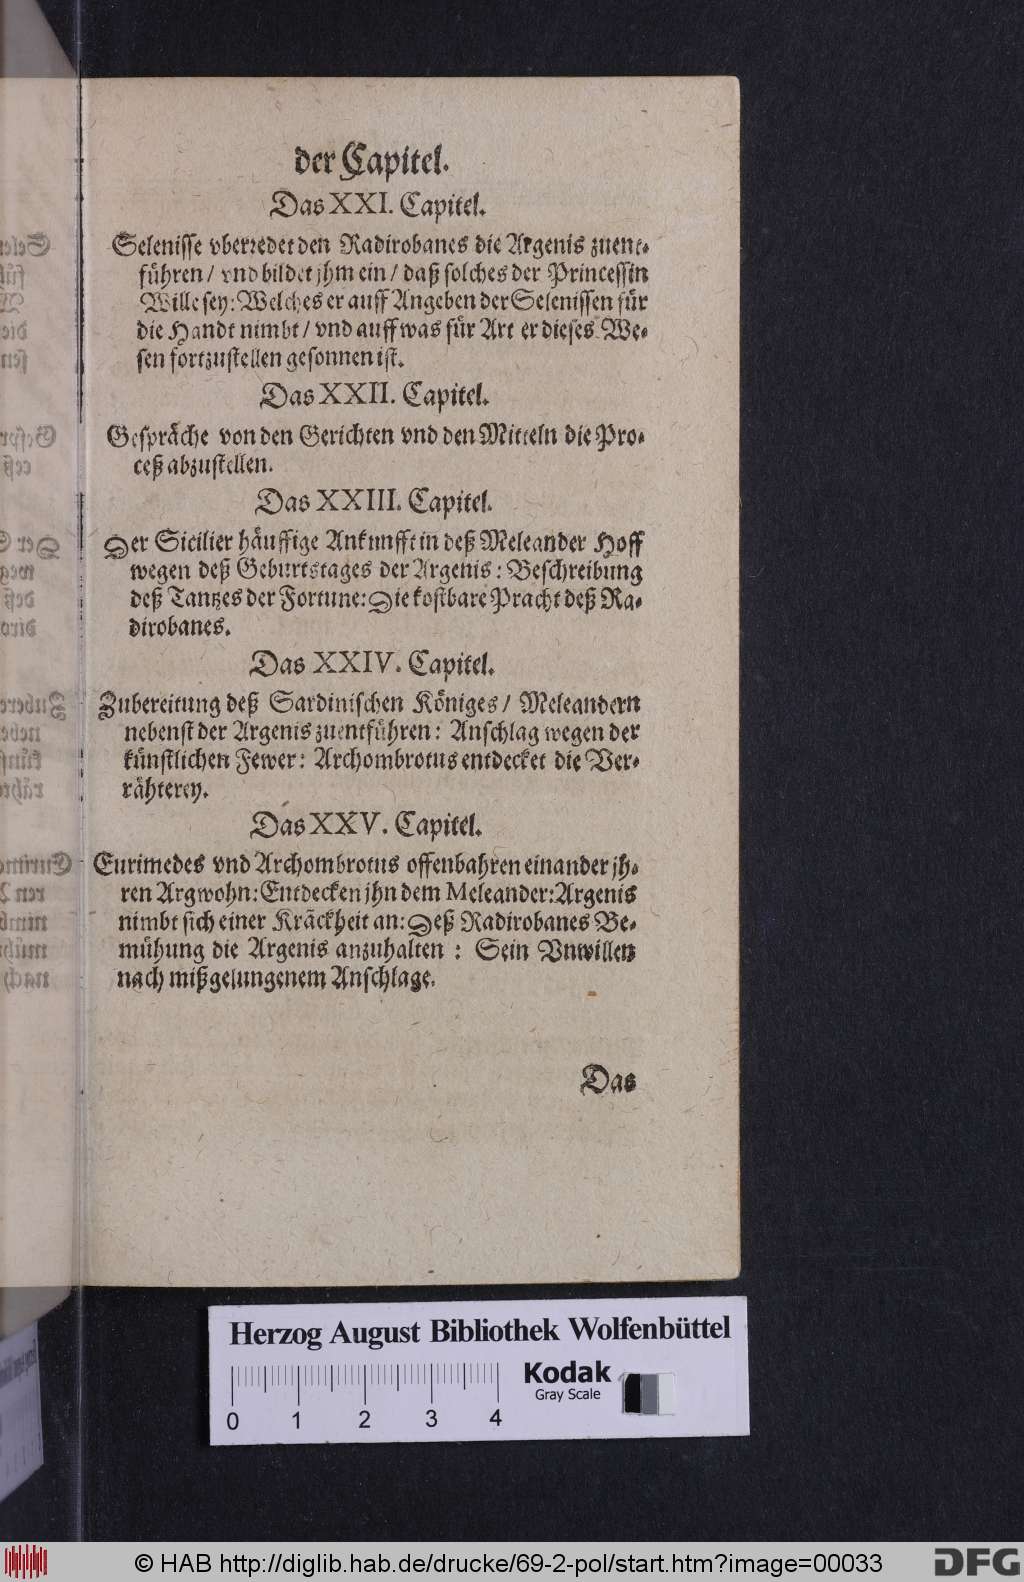 der Capitel.
Das XXI. Capitel.
Selenisse vberredet den Radirobanes die Argenis zuent-
führen / vnd bildet jhm ein / daß solches der Princessin
Wille sey: Welches er auff Angeben der Selenissen für
die Handt nimbt / vnd auff was für Art er dieses We-
sen fortzustellen gesonnen ist.
Das XXII. Capitel.
Gespräche von den Gerichten vnd den Mitteln die Pro-
ceß abzustellen.
Das XXIII. Capitel.
Der Sicilier häuffige Ankunfft in deß Meleander Hoff
wegen deß Geburtstages der Argenis: Beschreibung
deß Tantzes der Fortune: Die kostbare Pracht deß Ra-
dirobanes.
Das XXIV. Capitel.
Zubereitung deß Sardinischen Königes / Meleandern
nebenst der Argenis zuentführen: Anschlag wegen der
künstlichen Fewer: Archombrotus entdecket die Ver-
rähterey.
Das XXV. Capitel.
Eurimedes vnd Archombrotus offenbahren einander jh-
ren Argwohn: Entdecken jhn dem Meleander: Argenis
nimbt sich einer Kräckheit an: Deß Radirobanes Be-
mühung die Argenis anzuhalten : Sein Vnwillen
nach mißgelungenem Anschlage.
Das
Herzog August Bibliothek Wolfenbüttel
Kodak
Gray Scale
0 1 2 3 4
© HAB http://diglib.hab.de/drucke/69-2-pol/start.htm?image=00033
DFG